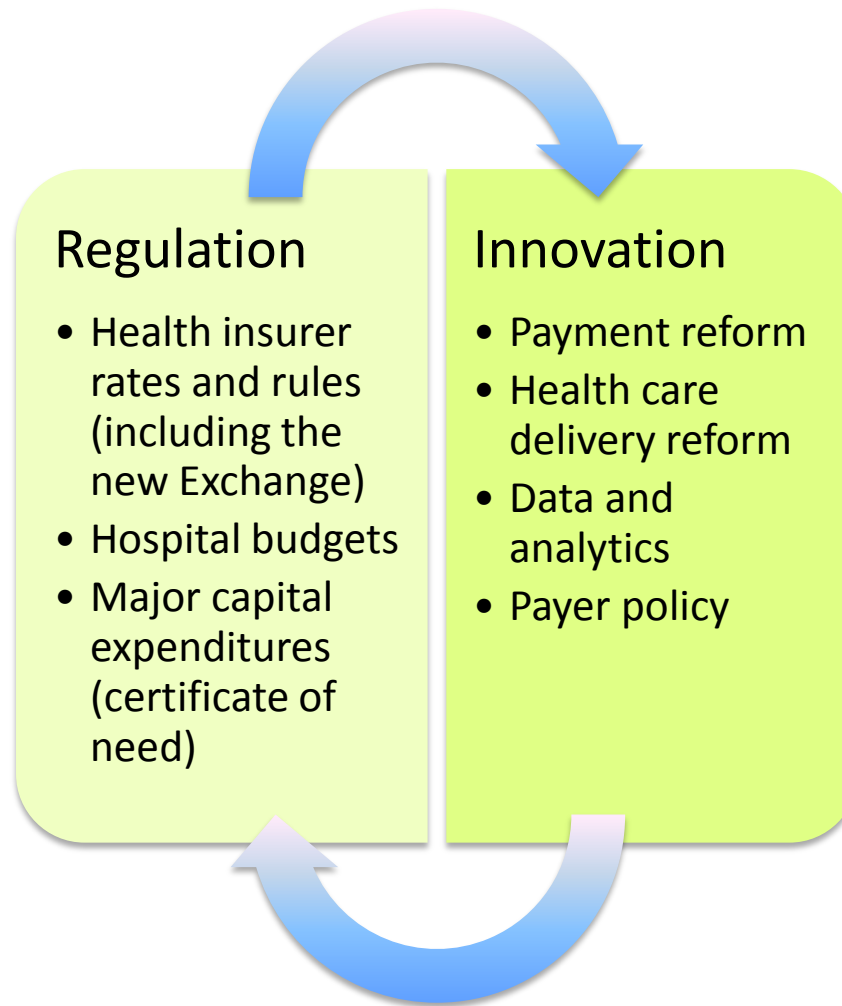 Regulation
• Health insurer
rates and rules
(including the
new Exchange)
• Hospital budgets
• Major capital
expenditures
(certificate of
need)
Innovation
• Payment reform
• Health care
delivery reform
• Data and
analytics
• Payer policy